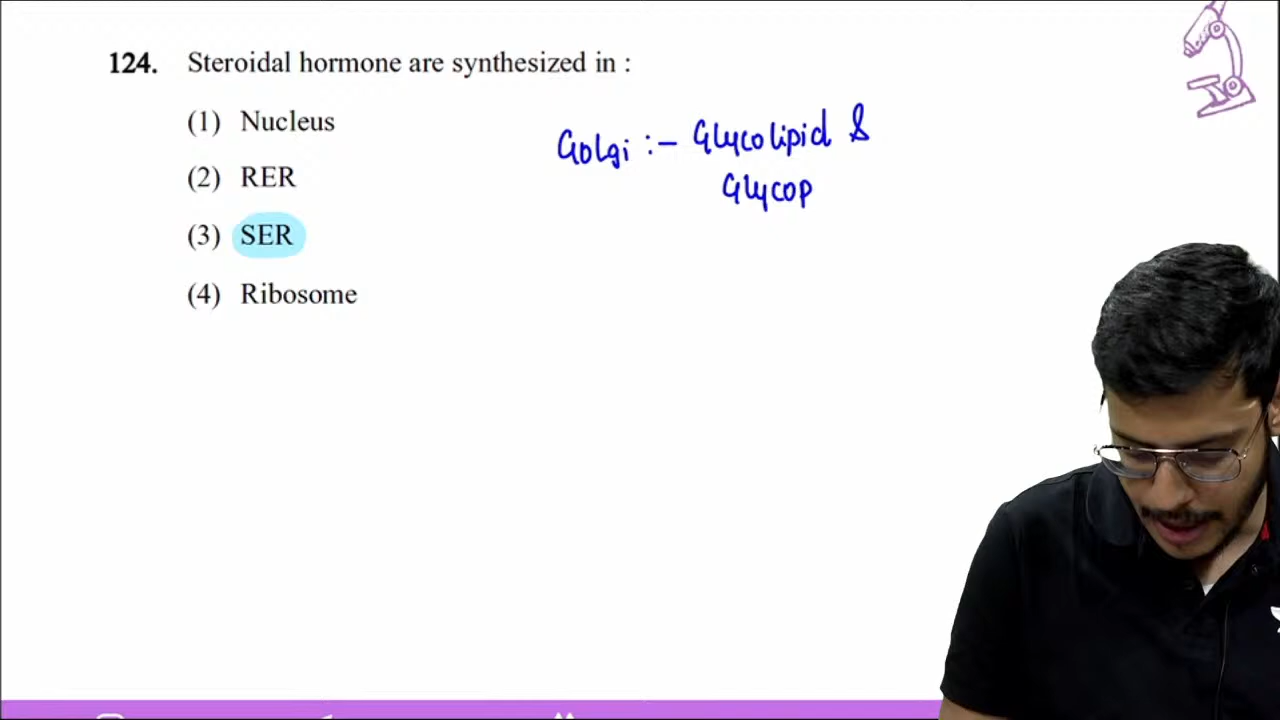 124. Steroidal hormone are synthesized in :
(1) Nucleus
(2) RER
(3) SER
(4) Ribosome
Golgi :- Glycolipid &
Glycop